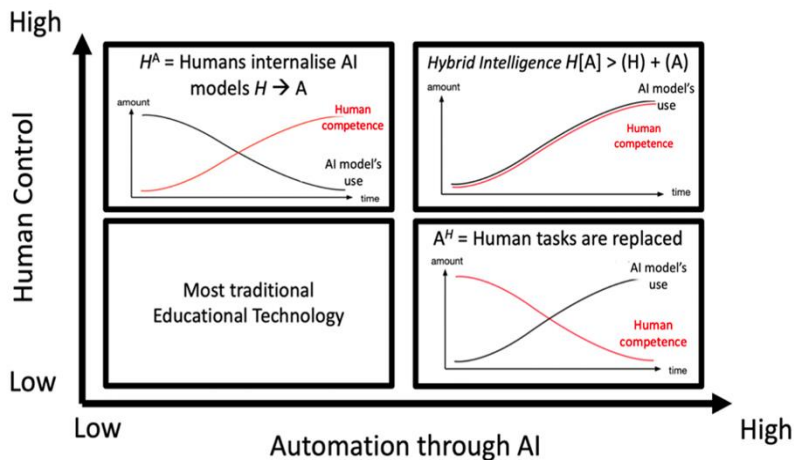 High
Human Control
Low
Hᴬ = Humans internalise AI
models H → A
amount
Human
competence
AI model's
use
time
Hybrid Intelligence H[A] > (H) + (A)
amount
AI model's
use
Human
competence
time
Most traditional
Educational Technology
Aᴴ = Human tasks are replaced
amount
AI model's
use
Human
competence
time
Low
Automation through AI
High